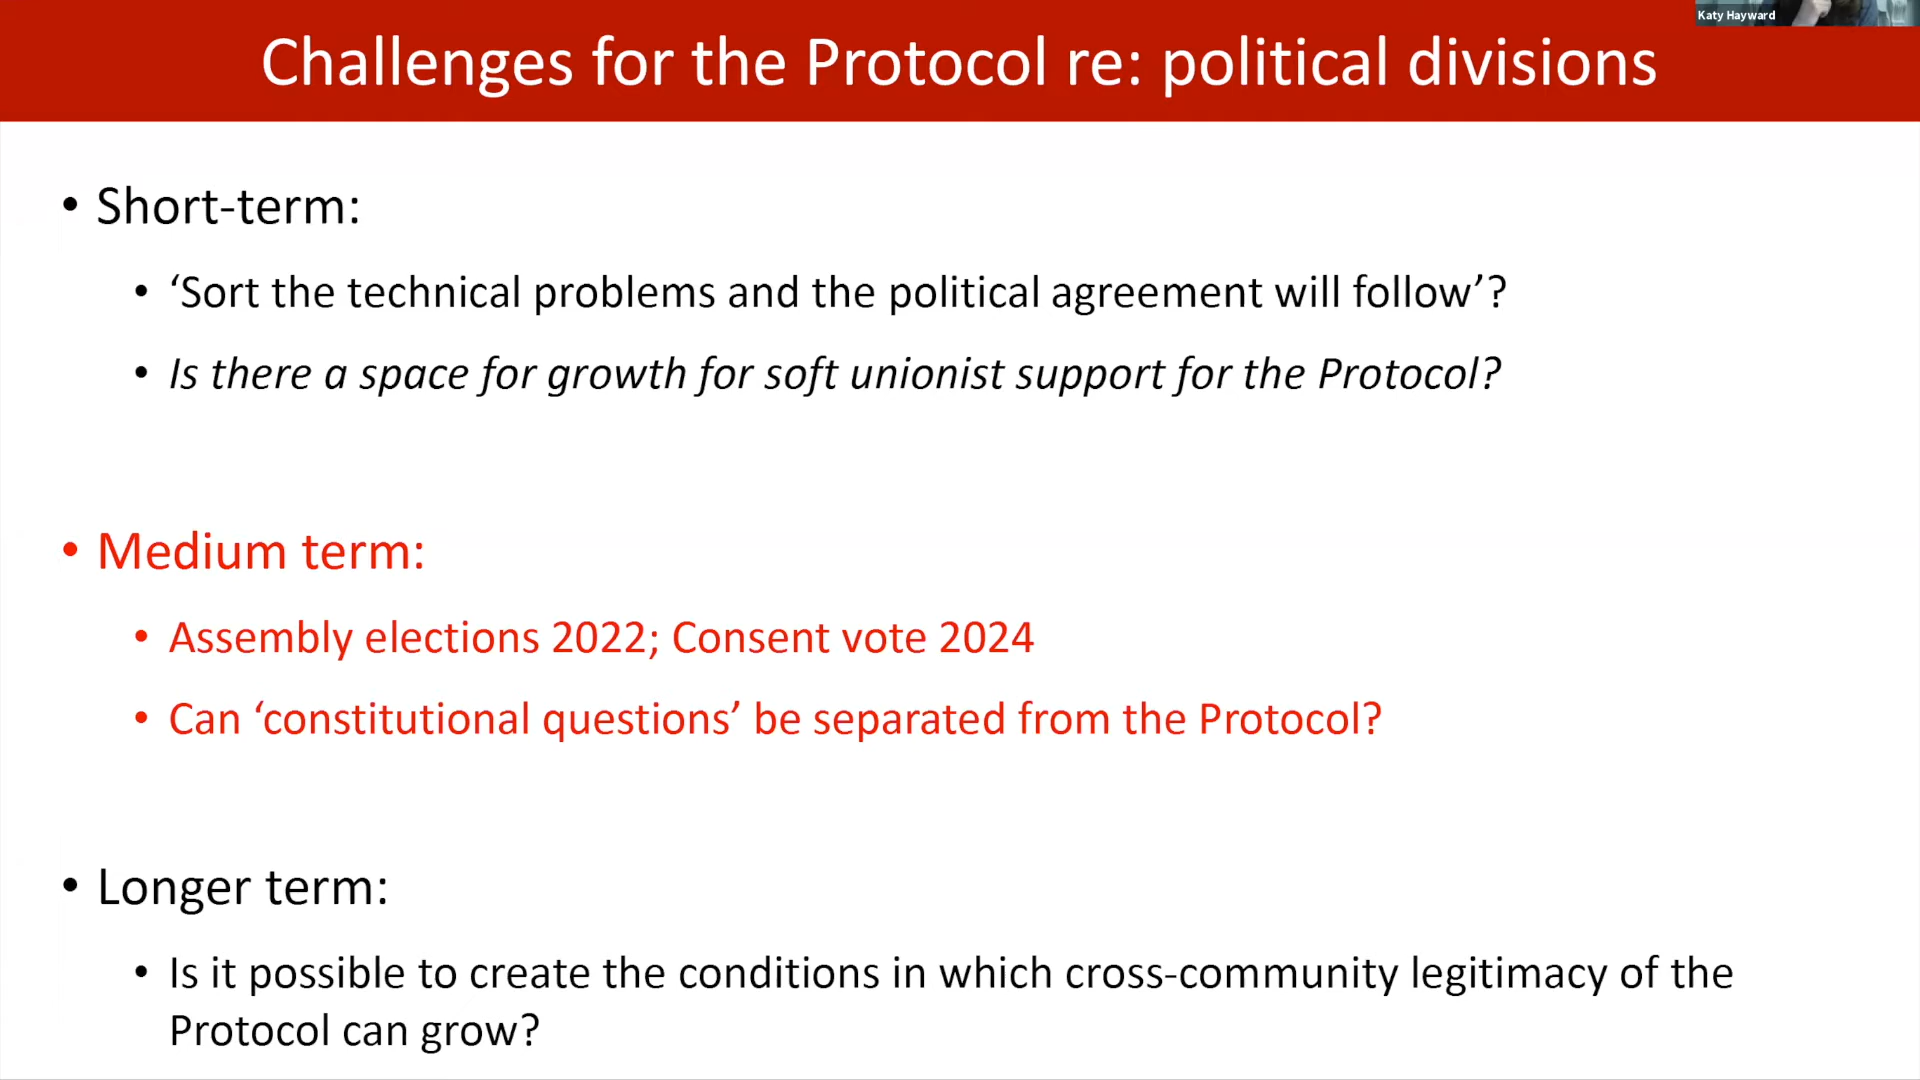 Katy Hayward
Challenges for the Protocol re: political divisions
• Short-term:
• ‘Sort the technical problems and the political agreement will follow’?
• Is there a space for growth for soft unionist support for the Protocol?
• Medium term:
• Assembly elections 2022; Consent vote 2024
• Can ‘constitutional questions’ be separated from the Protocol?
• Longer term:
• Is it possible to create the conditions in which cross-community legitimacy of the
Protocol can grow?